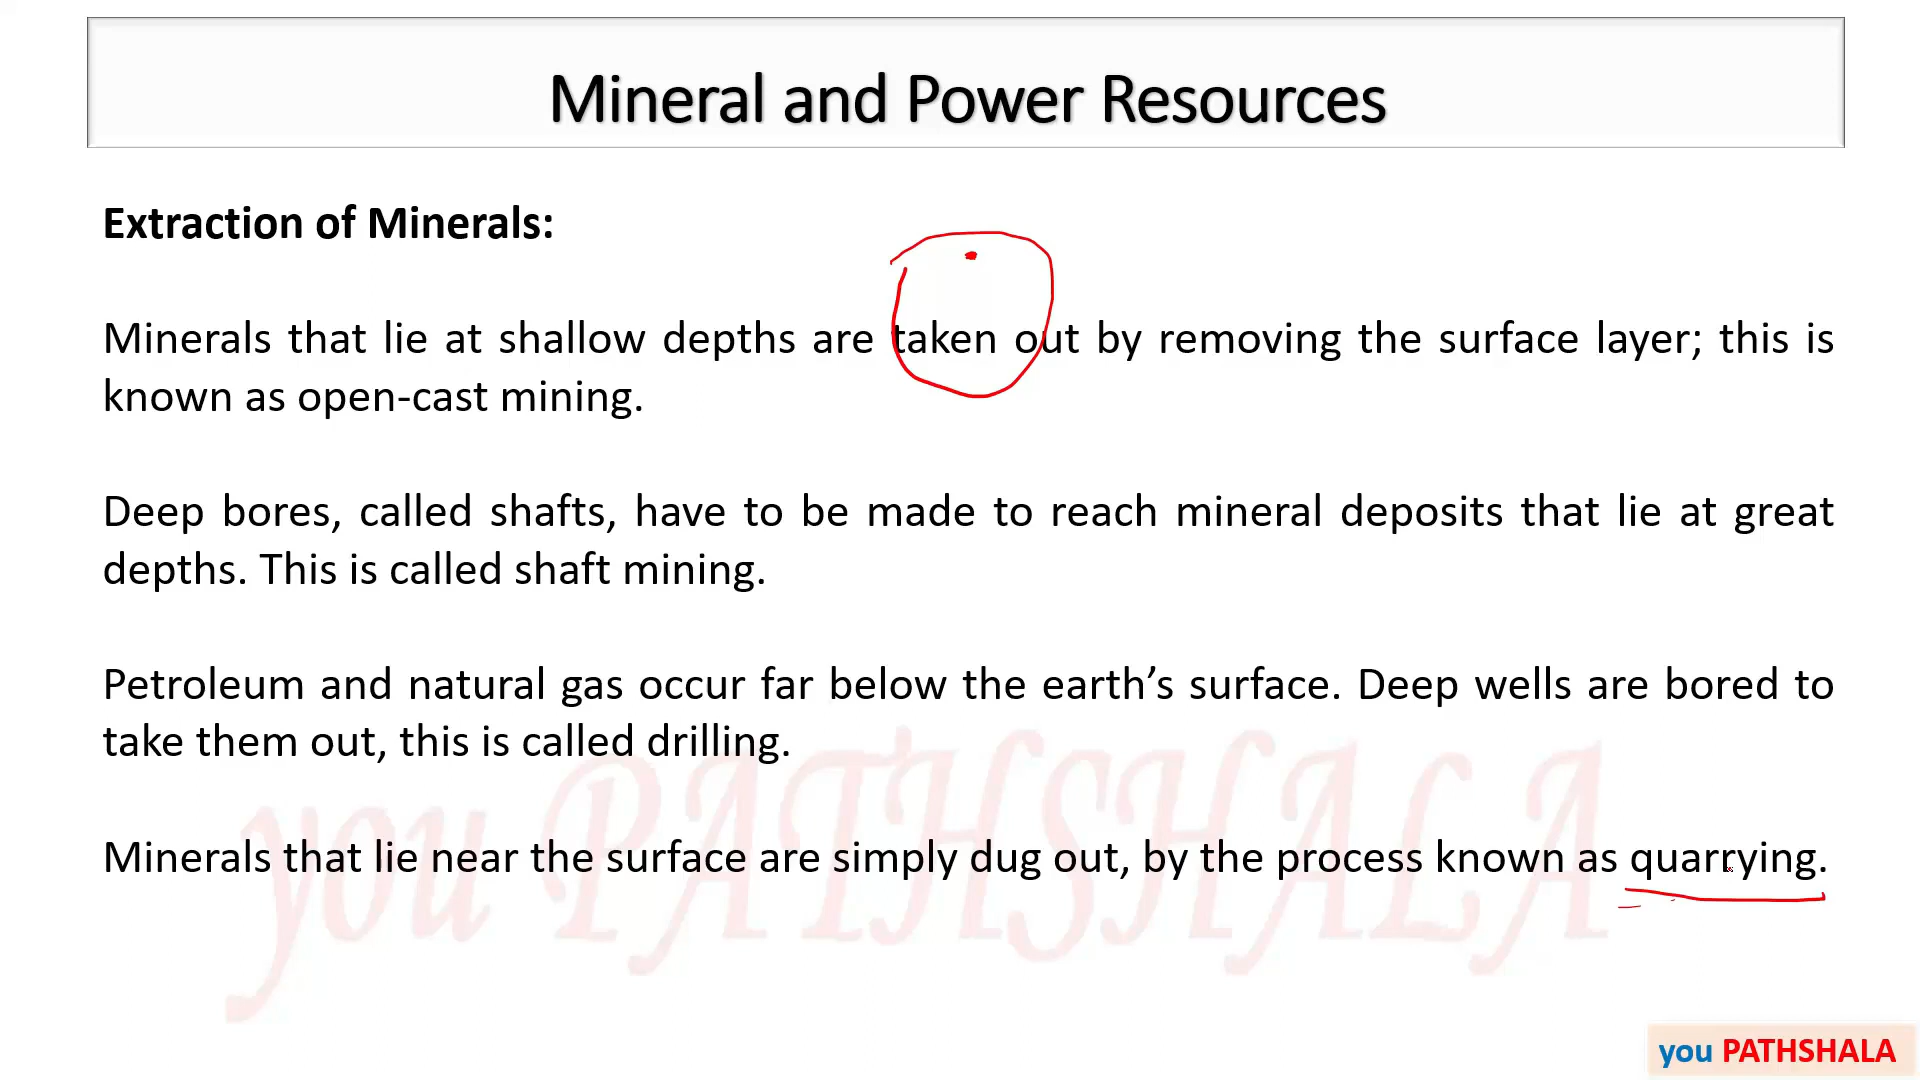 Mineral and Power Resources
Extraction of Minerals:
Minerals that lie at shallow depths are taken out by removing the surface layer; this is
known as open-cast mining.
Deep bores, called shafts, have to be made to reach mineral deposits that lie at great
depths. This is called shaft mining.
Petroleum and natural gas occur far below the earth’s surface. Deep wells are bored to
take them out, this is called drilling.
Minerals that lie near the surface are simply dug out, by the process known as quarrying.
you PATHSHALA
you PATHSHALA